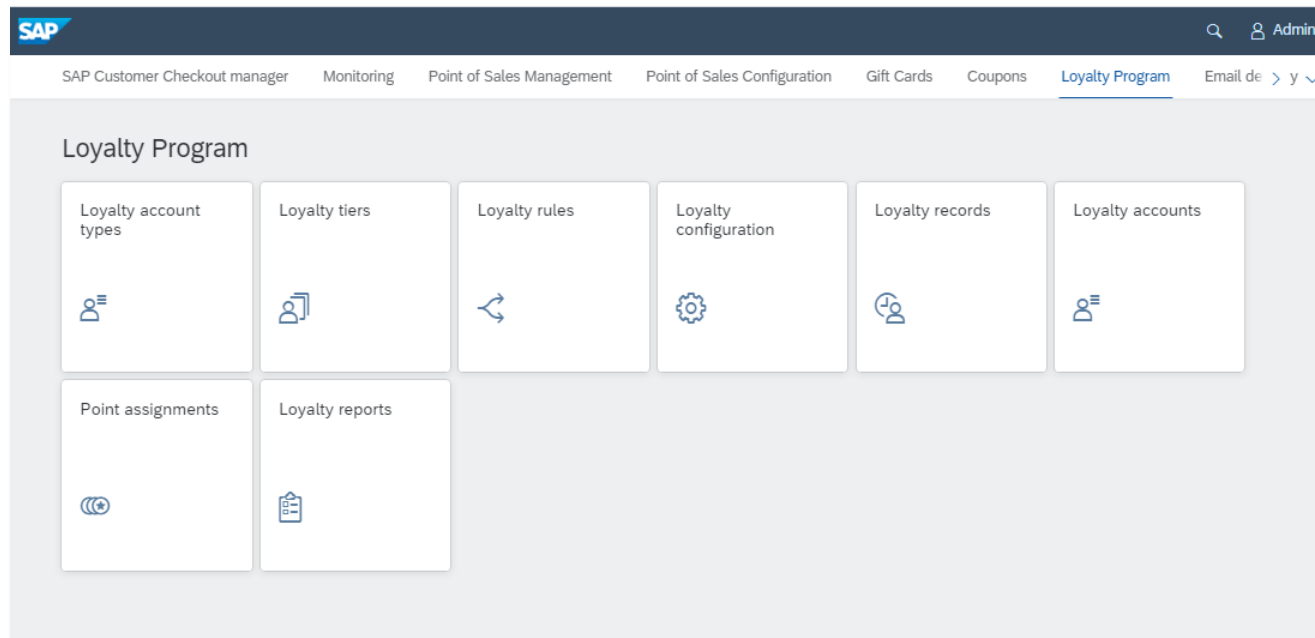 SAP
Admin
SAP Customer Checkout manager Monitoring Point of Sales Management Point of Sales Configuration Gift Cards Coupons Loyalty Program Email de y
Loyalty Program
Loyalty account
types
Loyalty tiers
Loyalty rules
Loyalty
configuration
Loyalty records
Loyalty accounts
Point assignments
Loyalty reports